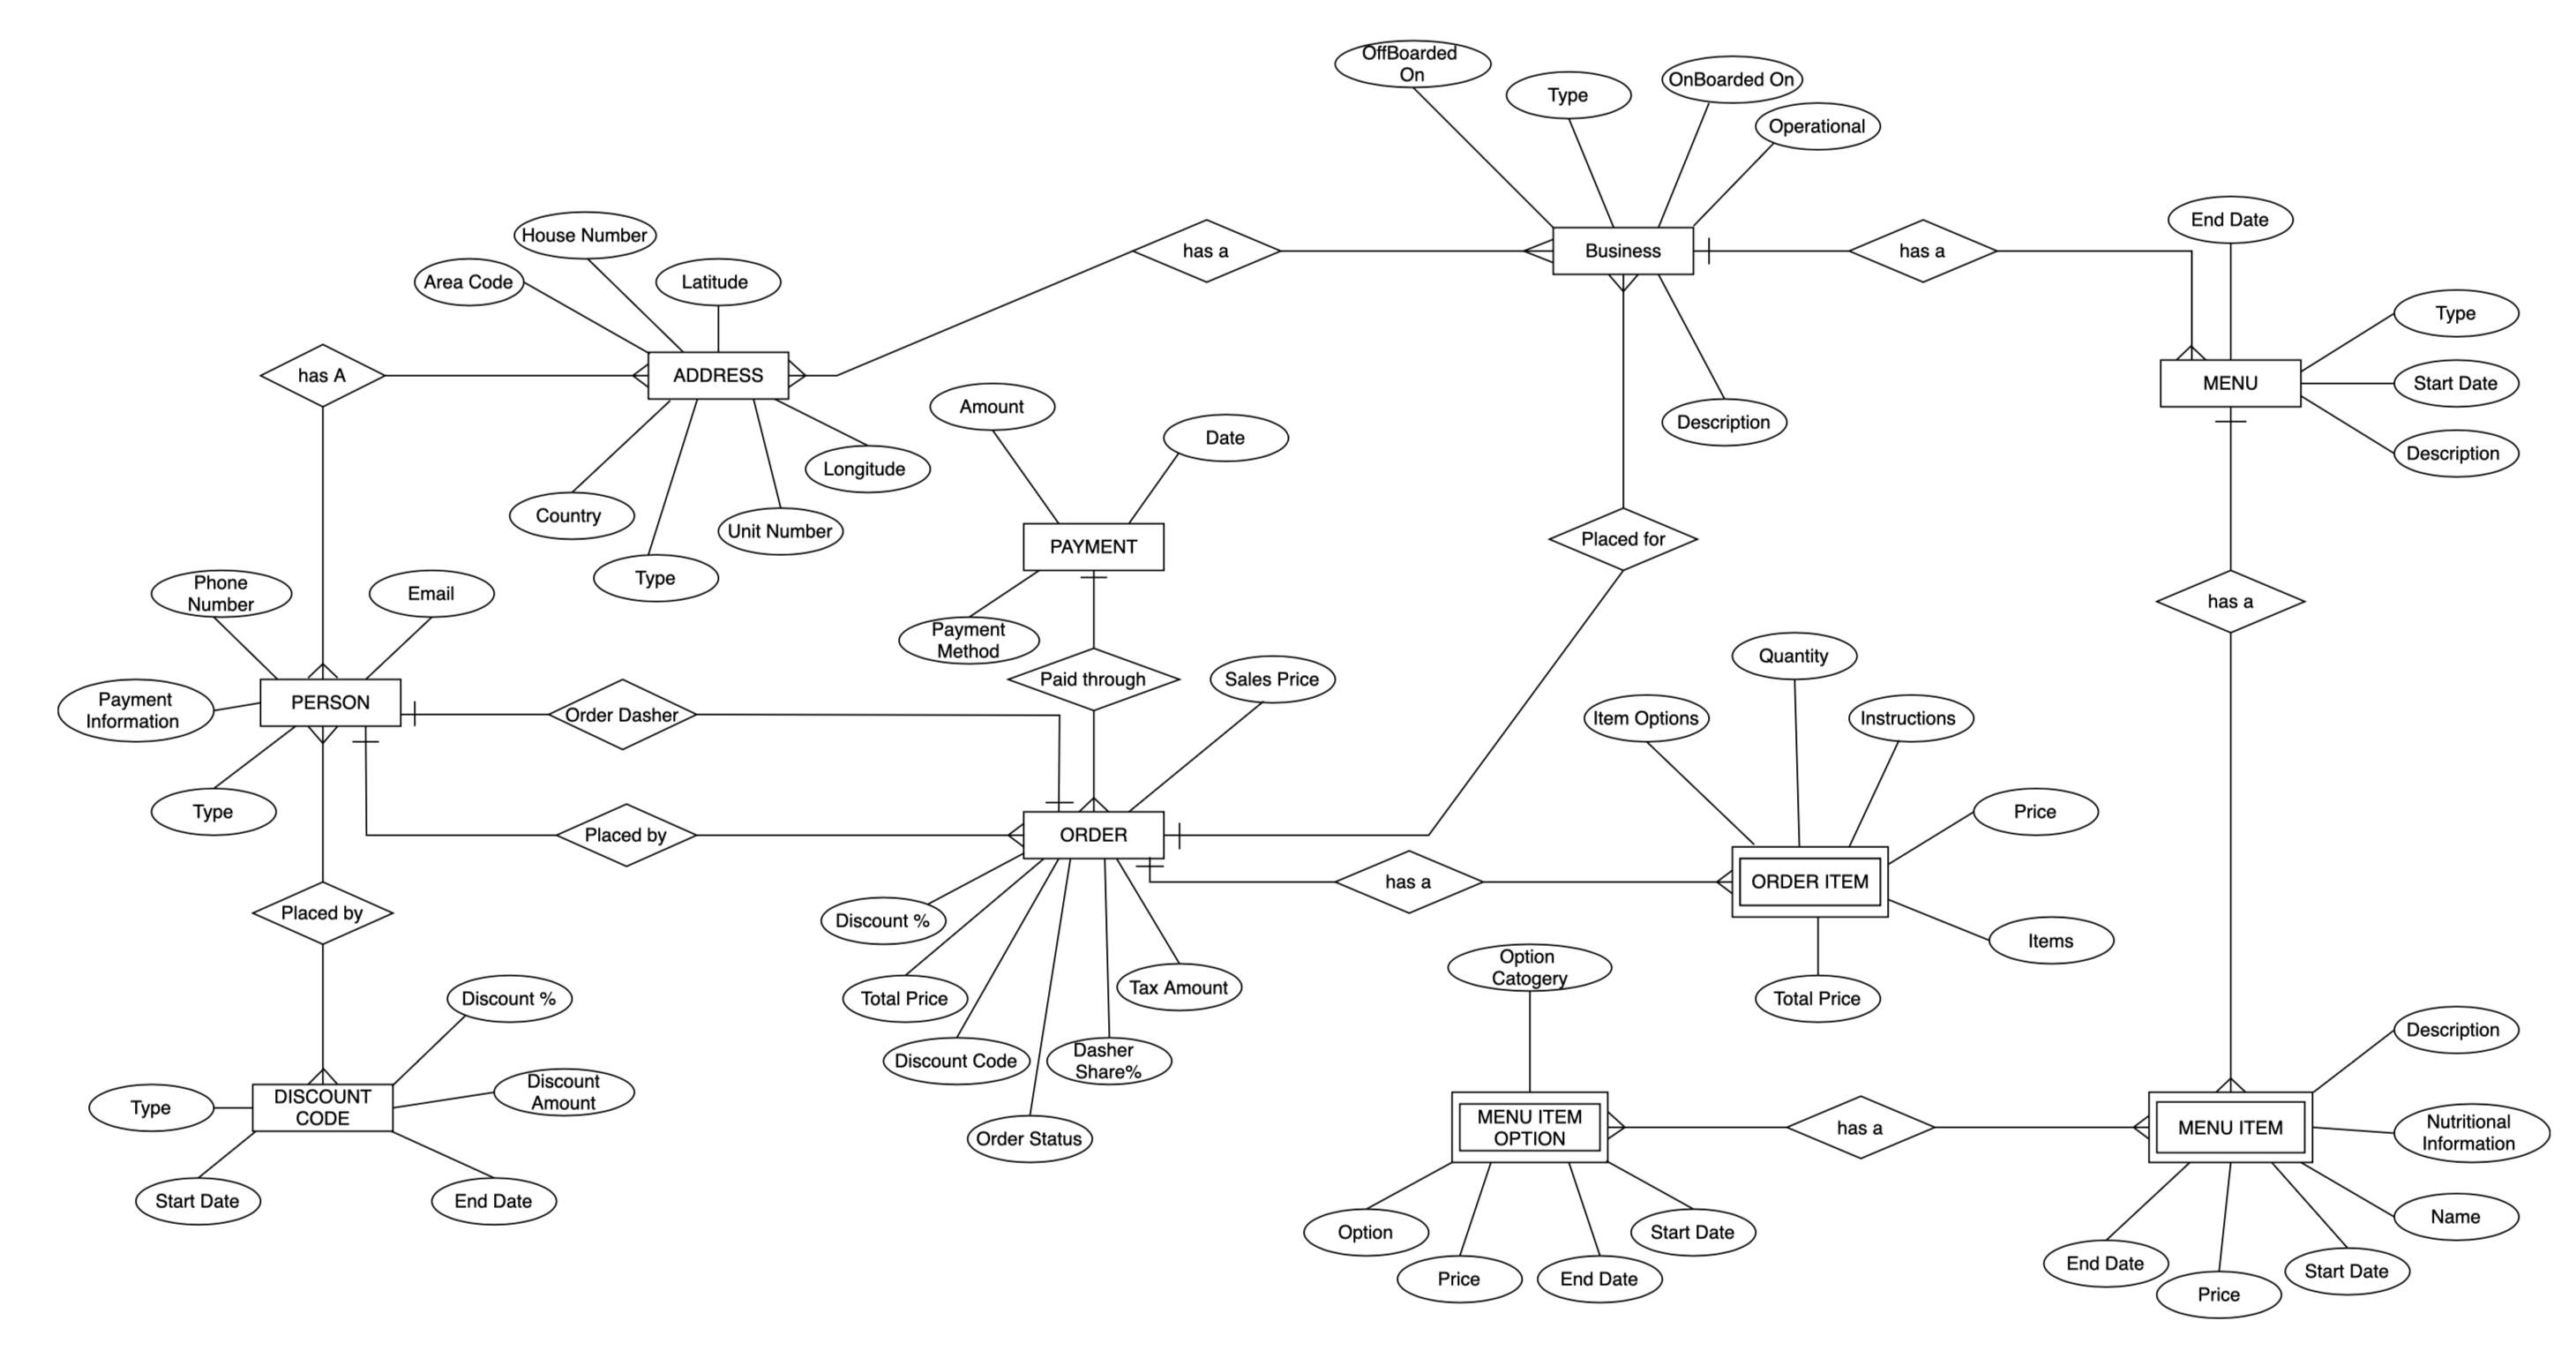 OffBoarded
On
Type
OnBoarded On
Operational
House Number
Area Code
Latitude
has a
Business
has a
End Date
Type
has A
ADDRESS
MENU
Start Date
Amount
Date
Description
Description
Longitude
Country
Unit Number
PAYMENT
Placed for
Type
Phone
Number
Email
has a
Payment
Method
Quantity
Paid through
Sales Price
Payment
Information
PERSON
Order Dasher
Item Options
Instructions
Type
Price
Placed by
ORDER
has a
ORDER ITEM
Placed by
Discount %
Items
Option
Catogery
Discount %
Total Price
Tax Amount
Total Price
Discount Code
Dasher
Share%
Description
Type
DISCOUNT
CODE
Discount
Amount
Order Status
MENU ITEM
OPTION
has a
MENU ITEM
Nutritional
Information
Start Date
End Date
Option
Start Date
Name
Price
End Date
End Date
Start Date
Price